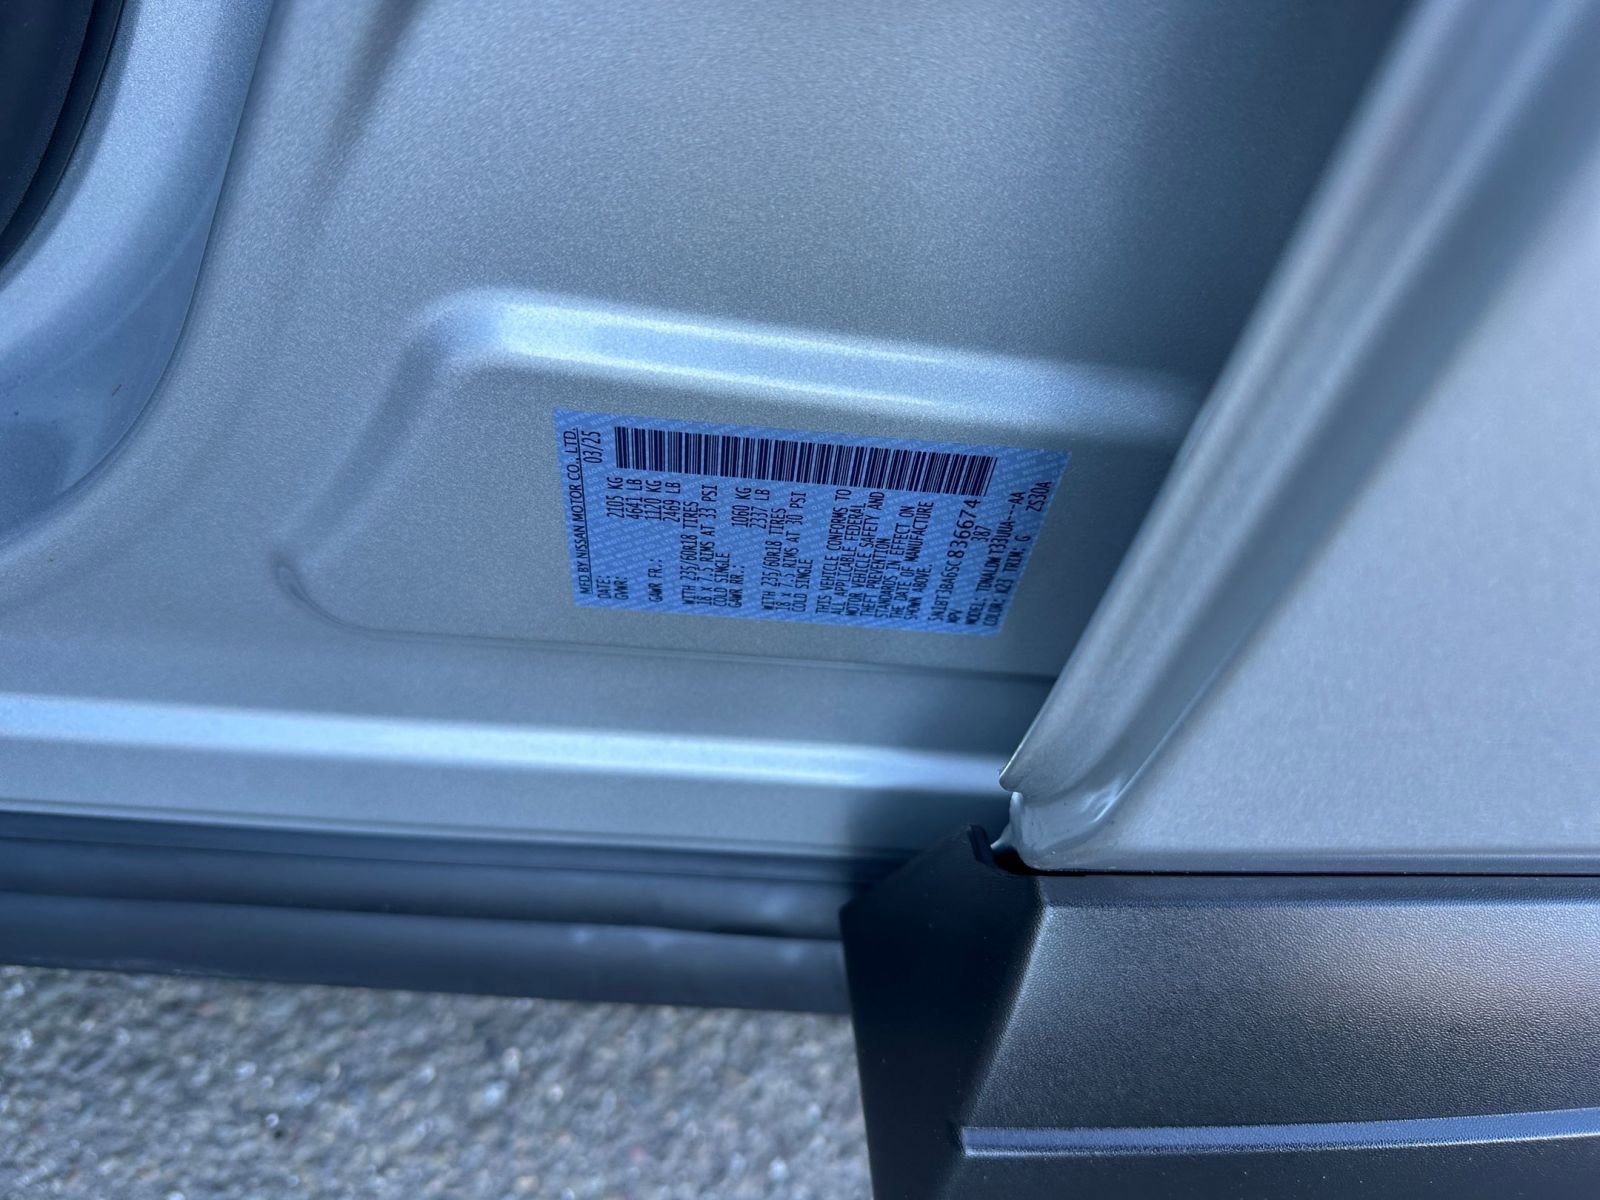 MFD BY NISSAN MOTOR CO., LTD.
DATE: 03/25
GVWR: 2105 KG
4641 LB
GAWR FR.: 1120 KG
2469 LB
WITH 235/60R18 TIRES
18 x 7.5 RIMS AT 33 PSI
COLD SINGLE
GAWR RR.: 1060 KG
2337 LB
WITH 235/60R18 TIRES
18 x 7.5 RIMS AT 30 PSI
COLD SINGLE
THIS VEHICLE CONFORMS TO
ALL APPLICABLE FEDERAL
MOTOR VEHICLE SAFETY AND
THEFT PREVENTION
STANDARDS IN EFFECT ON
THE DATE OF MANUFACTURE
SHOWN ABOVE.
5N1BT3BA6SC836674
MPV 387
MODEL: TDNALDW
COLOR: TRIM: G ZS30A